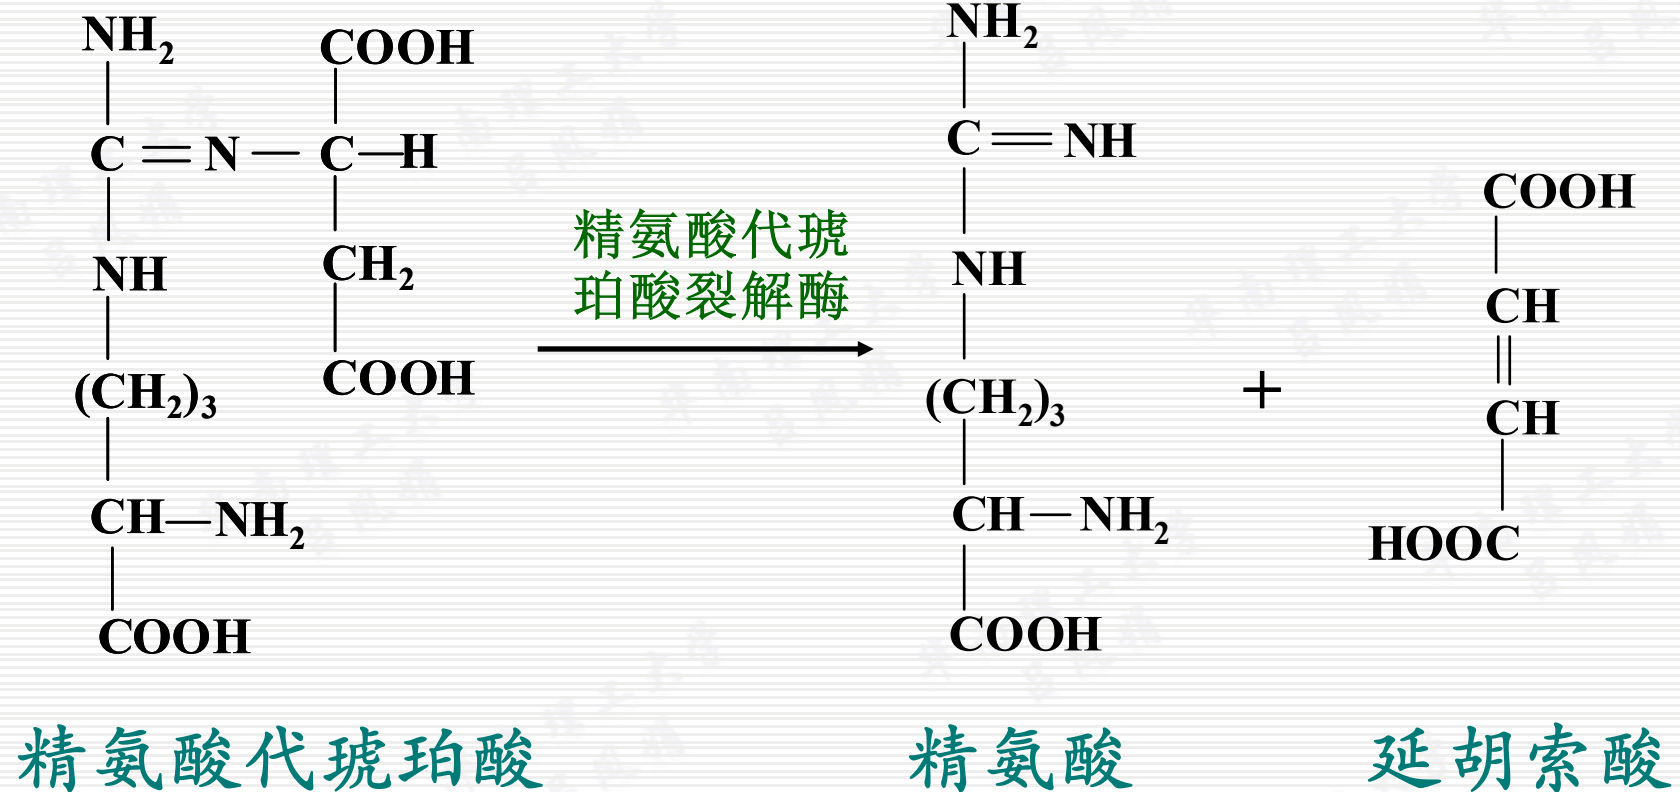 NH₂
COOH
C═N—C—H
NH
CH₂
(CH₂)₃
COOH
CH—NH₂
COOH
精氨酸代琥
珀酸裂解酶
NH₂
C═NH
NH
(CH₂)₃
CH—NH₂
COOH
+
COOH
CH
CH
HOOC
精氨酸代琥珀酸
精氨酸
延胡索酸